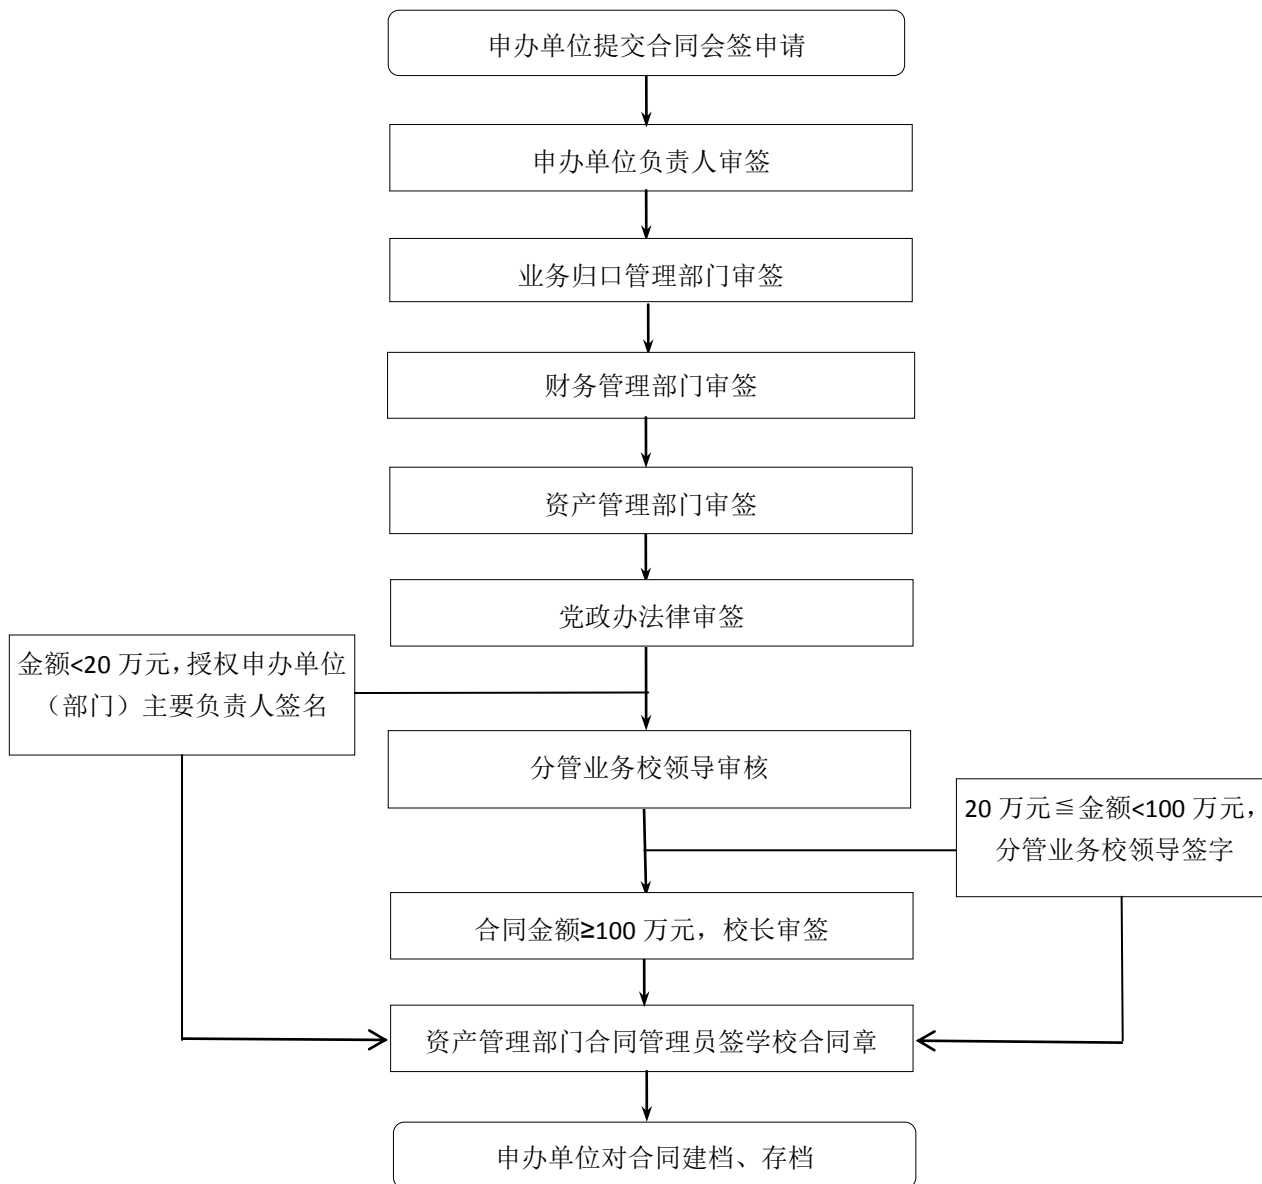 申办单位提交合同会签申请
申办单位负责人审签
业务归口管理部门审签
财务管理部门审签
资产管理部门审签
党政办法律审签
金额<20 万元，授权申办单位
（部门）主要负责人签名
分管业务校领导审核
20 万元≦金额<100 万元，
分管业务校领导签字
合同金额≥100 万元，校长审签
资产管理部门合同管理员签学校合同章
申办单位对合同建档、存档